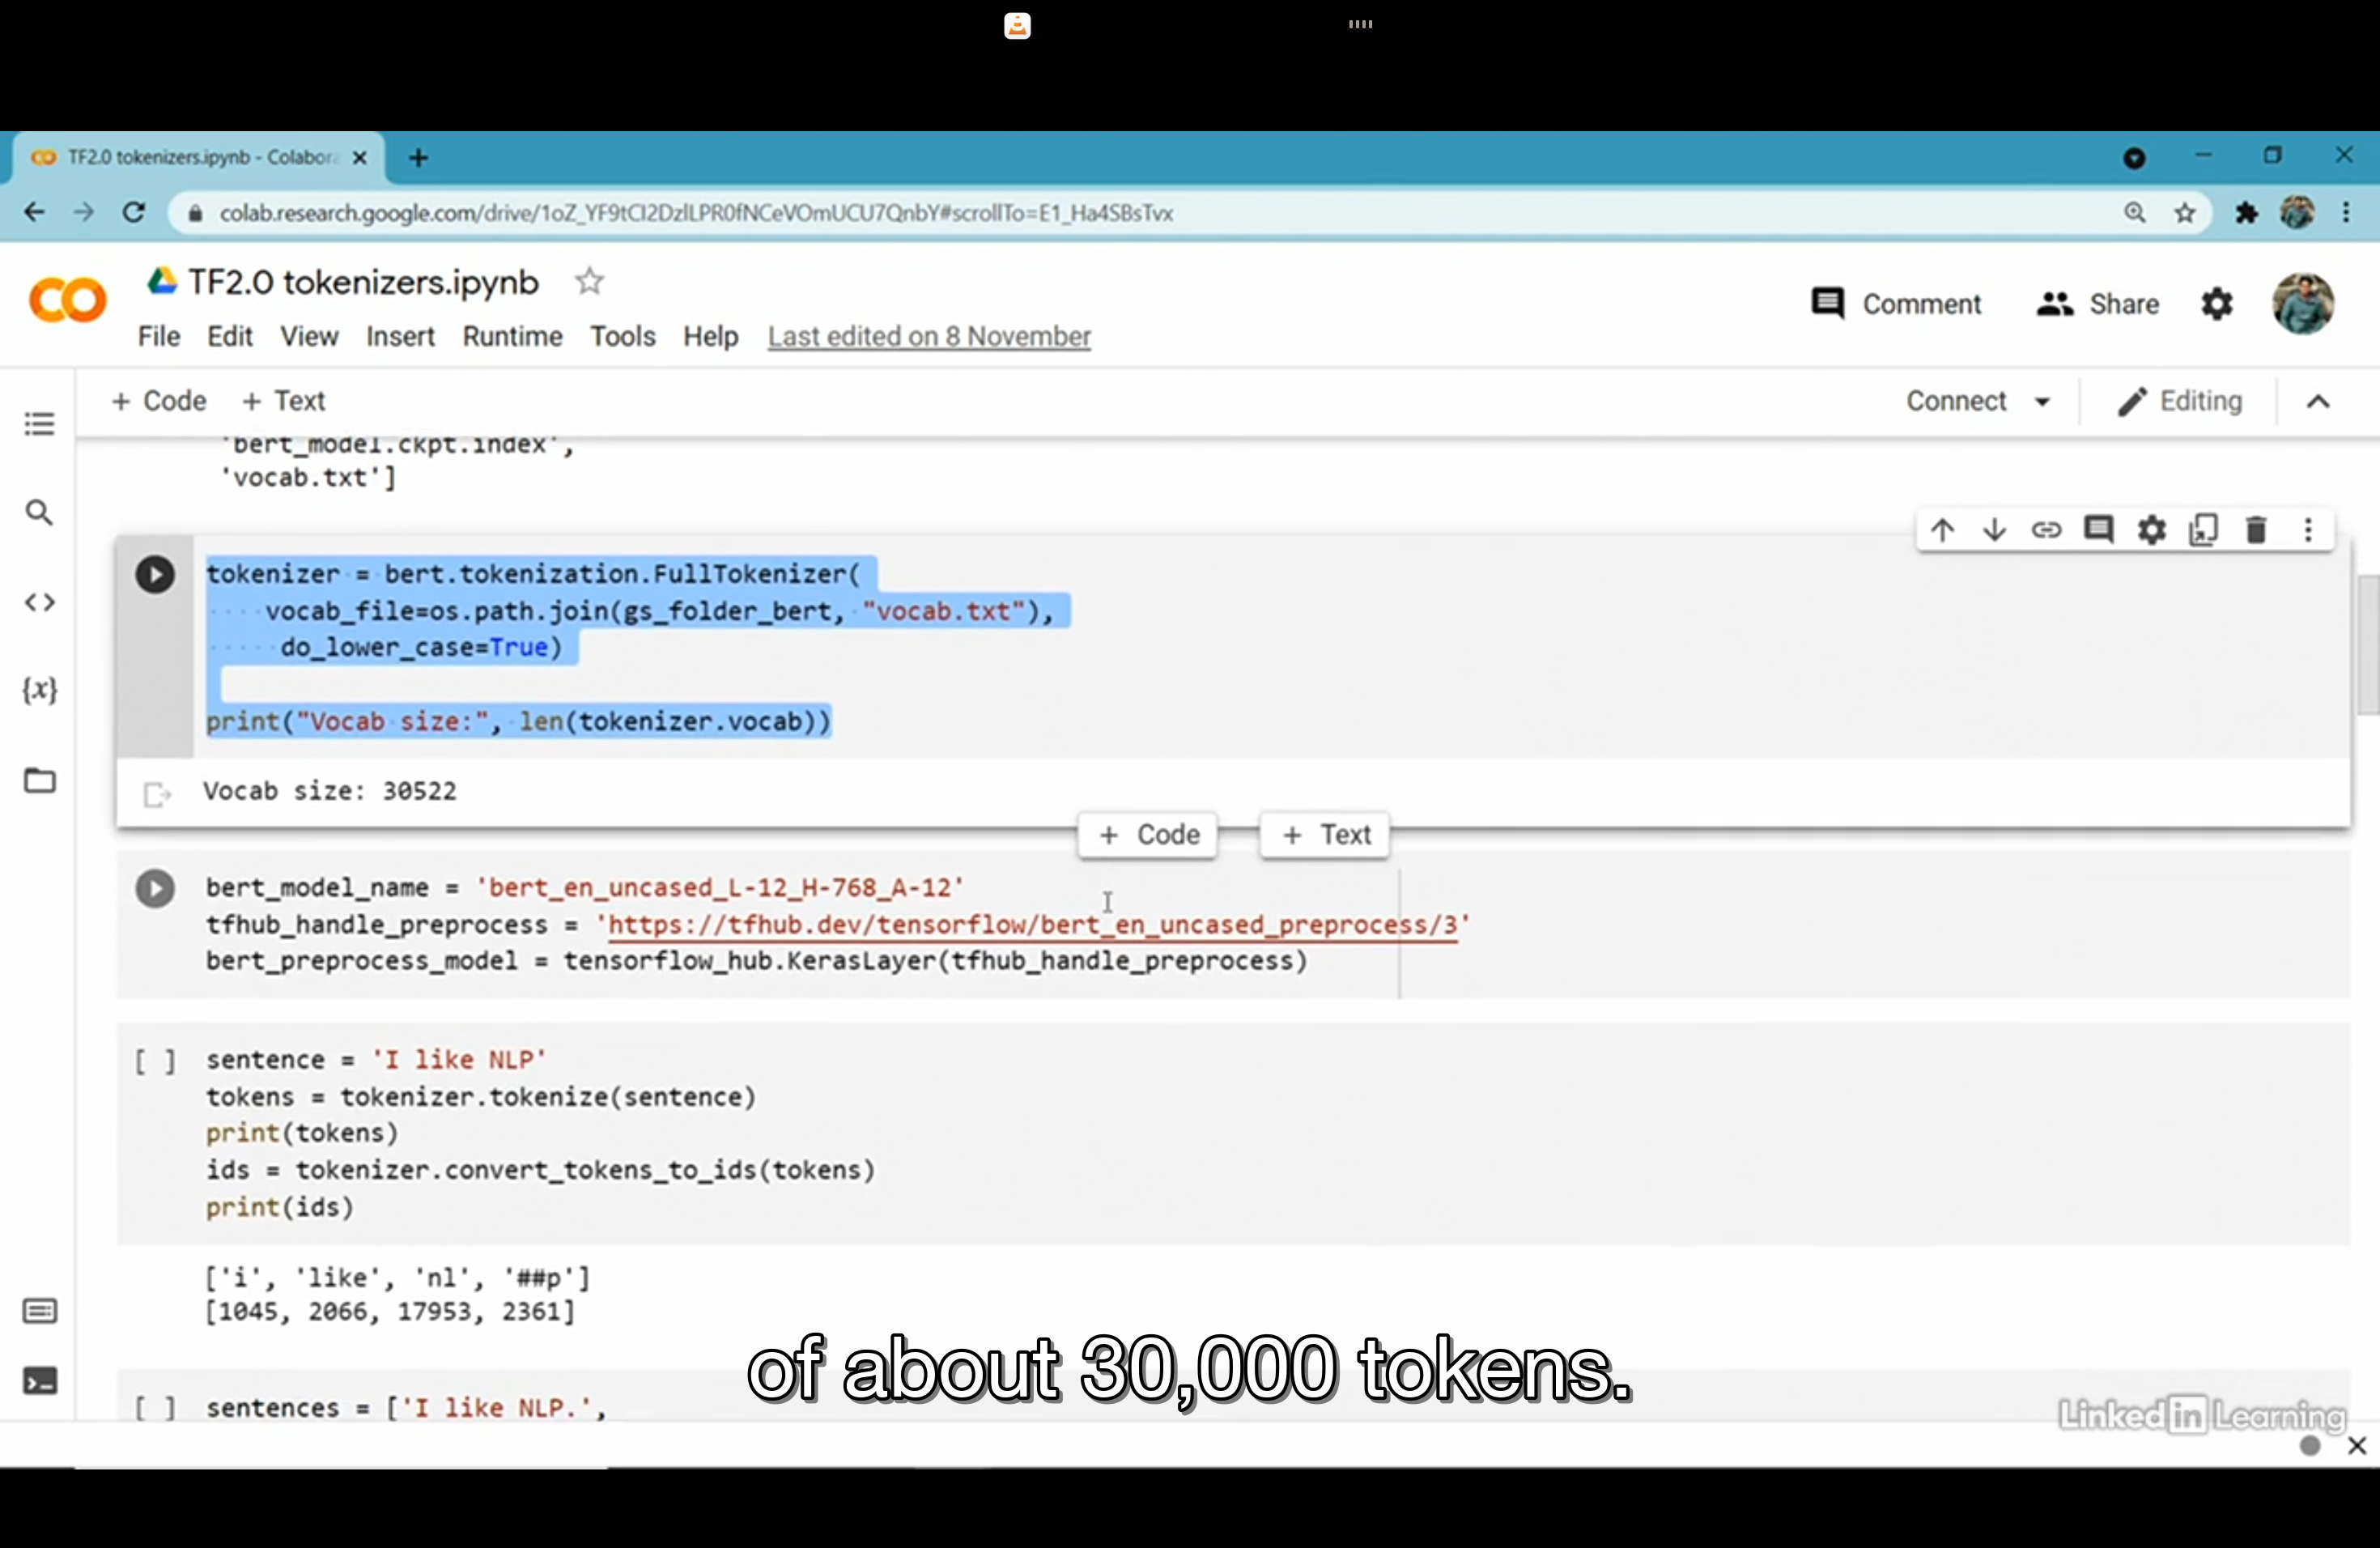 TF2.0 tokenizers.ipynb - Colabora
colab.research.google.com/drive/1oZ_YF9tCI2DzlLPR0fNCeVOmUCU7QnbY#scrollTo=E1_Ha4SBsTvx
TF2.0 tokenizers.ipynb
Comment Share
File Edit View Insert Runtime Tools Help Last edited on 8 November
+ Code + Text
Connect Editing
'bert_model.ckpt.index',
'vocab.txt']
tokenizer = bert.tokenization.FullTokenizer(
vocab_file=os.path.join(gs_folder_bert, "vocab.txt"),
do_lower_case=True)
print("Vocab size:", len(tokenizer.vocab))
Vocab size: 30522
+ Code + Text
bert_model_name = 'bert_en_uncased_L-12_H-768_A-12'
tfhub_handle_preprocess = 'https://tfhub.dev/tensorflow/bert_en_uncased_preprocess/3'
bert_preprocess_model = tensorflow_hub.KerasLayer(tfhub_handle_preprocess)
[ ] sentence = 'I like NLP'
tokens = tokenizer.tokenize(sentence)
print(tokens)
ids = tokenizer.convert_tokens_to_ids(tokens)
print(ids)
['i', 'like', 'nl', '##p']
[1045, 2066, 17953, 2361]
of about 30,000 tokens.
[ ] sentences = ['I like NLP.',
LinkedIn Learning